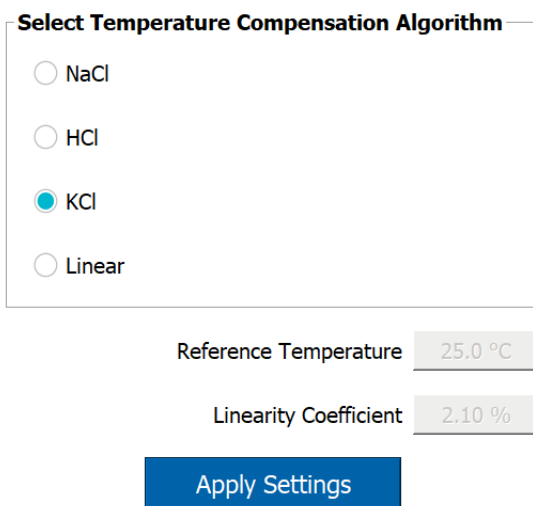 Select Temperature Compensation Algorithm
NaCl
HCl
KCl
Linear
Reference Temperature 25.0 °C
Linearity Coefficient 2.10 %
Apply Settings